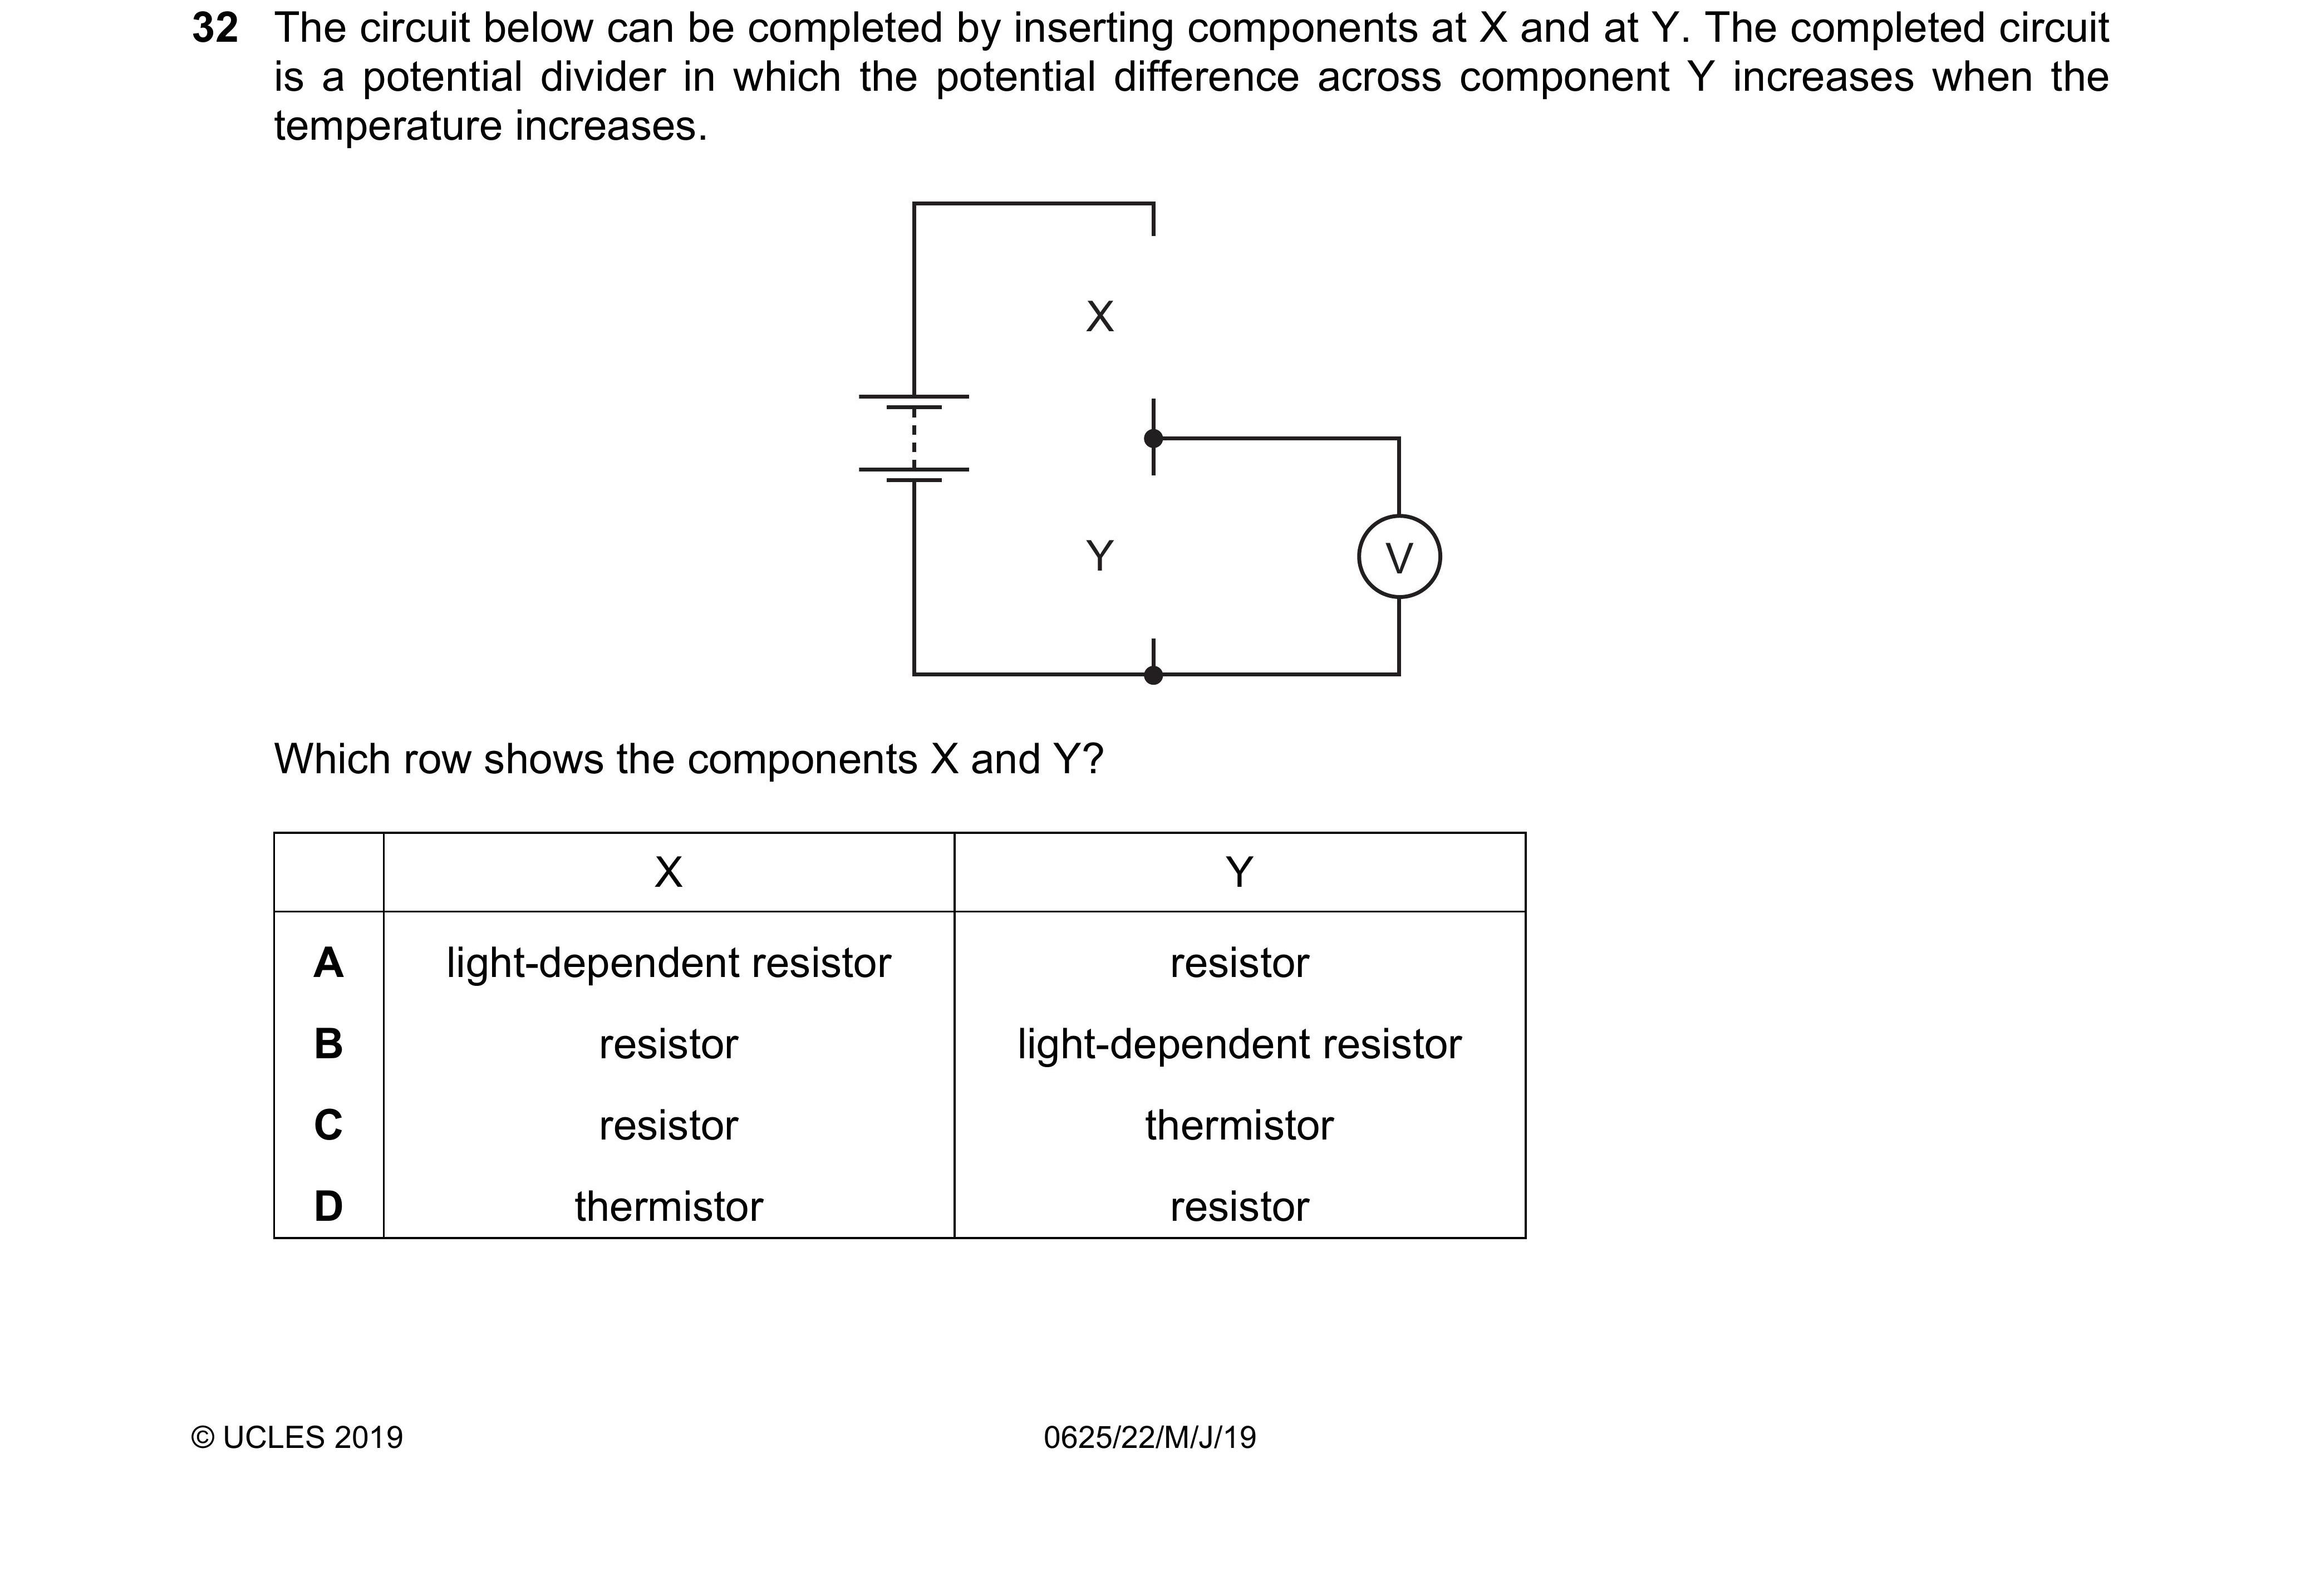 32 The circuit below can be completed by inserting components at X and at Y. The completed circuit
is a potential divider in which the potential difference across component Y increases when the
temperature increases.
X
Y
V
Which row shows the components X and Y?
X Y
A light-dependent resistor resistor
B resistor light-dependent resistor
C resistor thermistor
D thermistor resistor
© UCLES 2019 0625/22/M/J/19